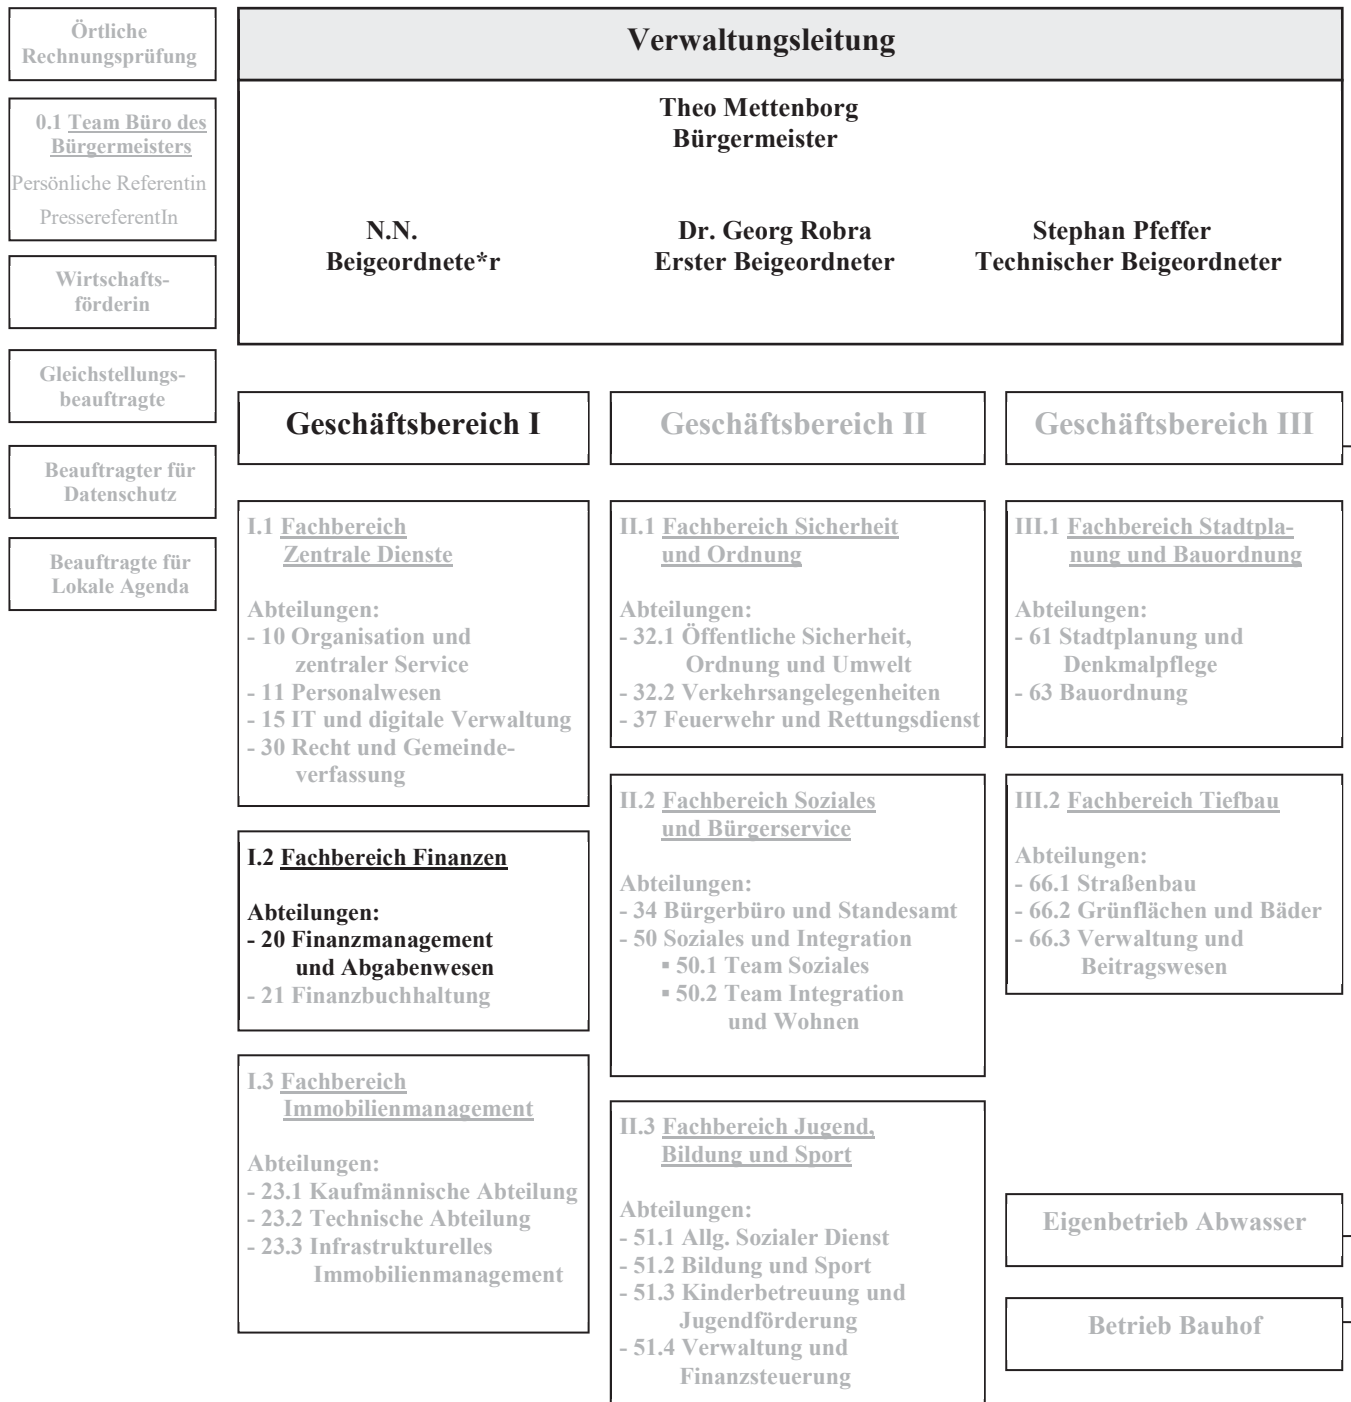 Örtliche
Rechnungsprüfung
0.1 Team Büro des
Bürgermeisters
Persönliche Referentin
PressereferentIn
Wirtschafts-
förderin
Gleichstellungs-
beauftragte
Beauftragter für
Datenschutz
Beauftragte für
Lokale Agenda
Verwaltungsleitung
Theo Mettenborg
Bürgermeister
N.N.
Beigeordnete*r
Dr. Georg Robra
Erster Beigeordneter
Stephan Pfeffer
Technischer Beigeordneter
Geschäftsbereich I
I.1 Fachbereich
Zentrale Dienste
Abteilungen:
- 10 Organisation und
zentraler Service
- 11 Personalwesen
- 15 IT und digitale Verwaltung
- 30 Recht und Gemeinde-
verfassung
I.2 Fachbereich Finanzen
Abteilungen:
- 20 Finanzmanagement
und Abgabenwesen
- 21 Finanzbuchhaltung
I.3 Fachbereich
Immobilienmanagement
Abteilungen:
- 23.1 Kaufmännische Abteilung
- 23.2 Technische Abteilung
- 23.3 Infrastrukturelles
Immobilienmanagement
Geschäftsbereich II
II.1 Fachbereich Sicherheit
und Ordnung
Abteilungen:
- 32.1 Öffentliche Sicherheit,
Ordnung und Umwelt
- 32.2 Verkehrsangelegenheiten
- 37 Feuerwehr und Rettungsdienst
II.2 Fachbereich Soziales
und Bürgerservice
Abteilungen:
- 34 Bürgerbüro und Standesamt
- 50 Soziales und Integration
▪ 50.1 Team Soziales
▪ 50.2 Team Integration
und Wohnen
II.3 Fachbereich Jugend,
Bildung und Sport
Abteilungen:
- 51.1 Allg. Sozialer Dienst
- 51.2 Bildung und Sport
- 51.3 Kinderbetreuung und
Jugendförderung
- 51.4 Verwaltung und
Finanzsteuerung
Geschäftsbereich III
III.1 Fachbereich Stadtpla-
nung und Bauordnung
Abteilungen:
- 61 Stadtplanung und
Denkmalpflege
- 63 Bauordnung
III.2 Fachbereich Tiefbau
Abteilungen:
- 66.1 Straßenbau
- 66.2 Grünflächen und Bäder
- 66.3 Verwaltung und
Beitragswesen
Eigenbetrieb Abwasser
Betrieb Bauhof